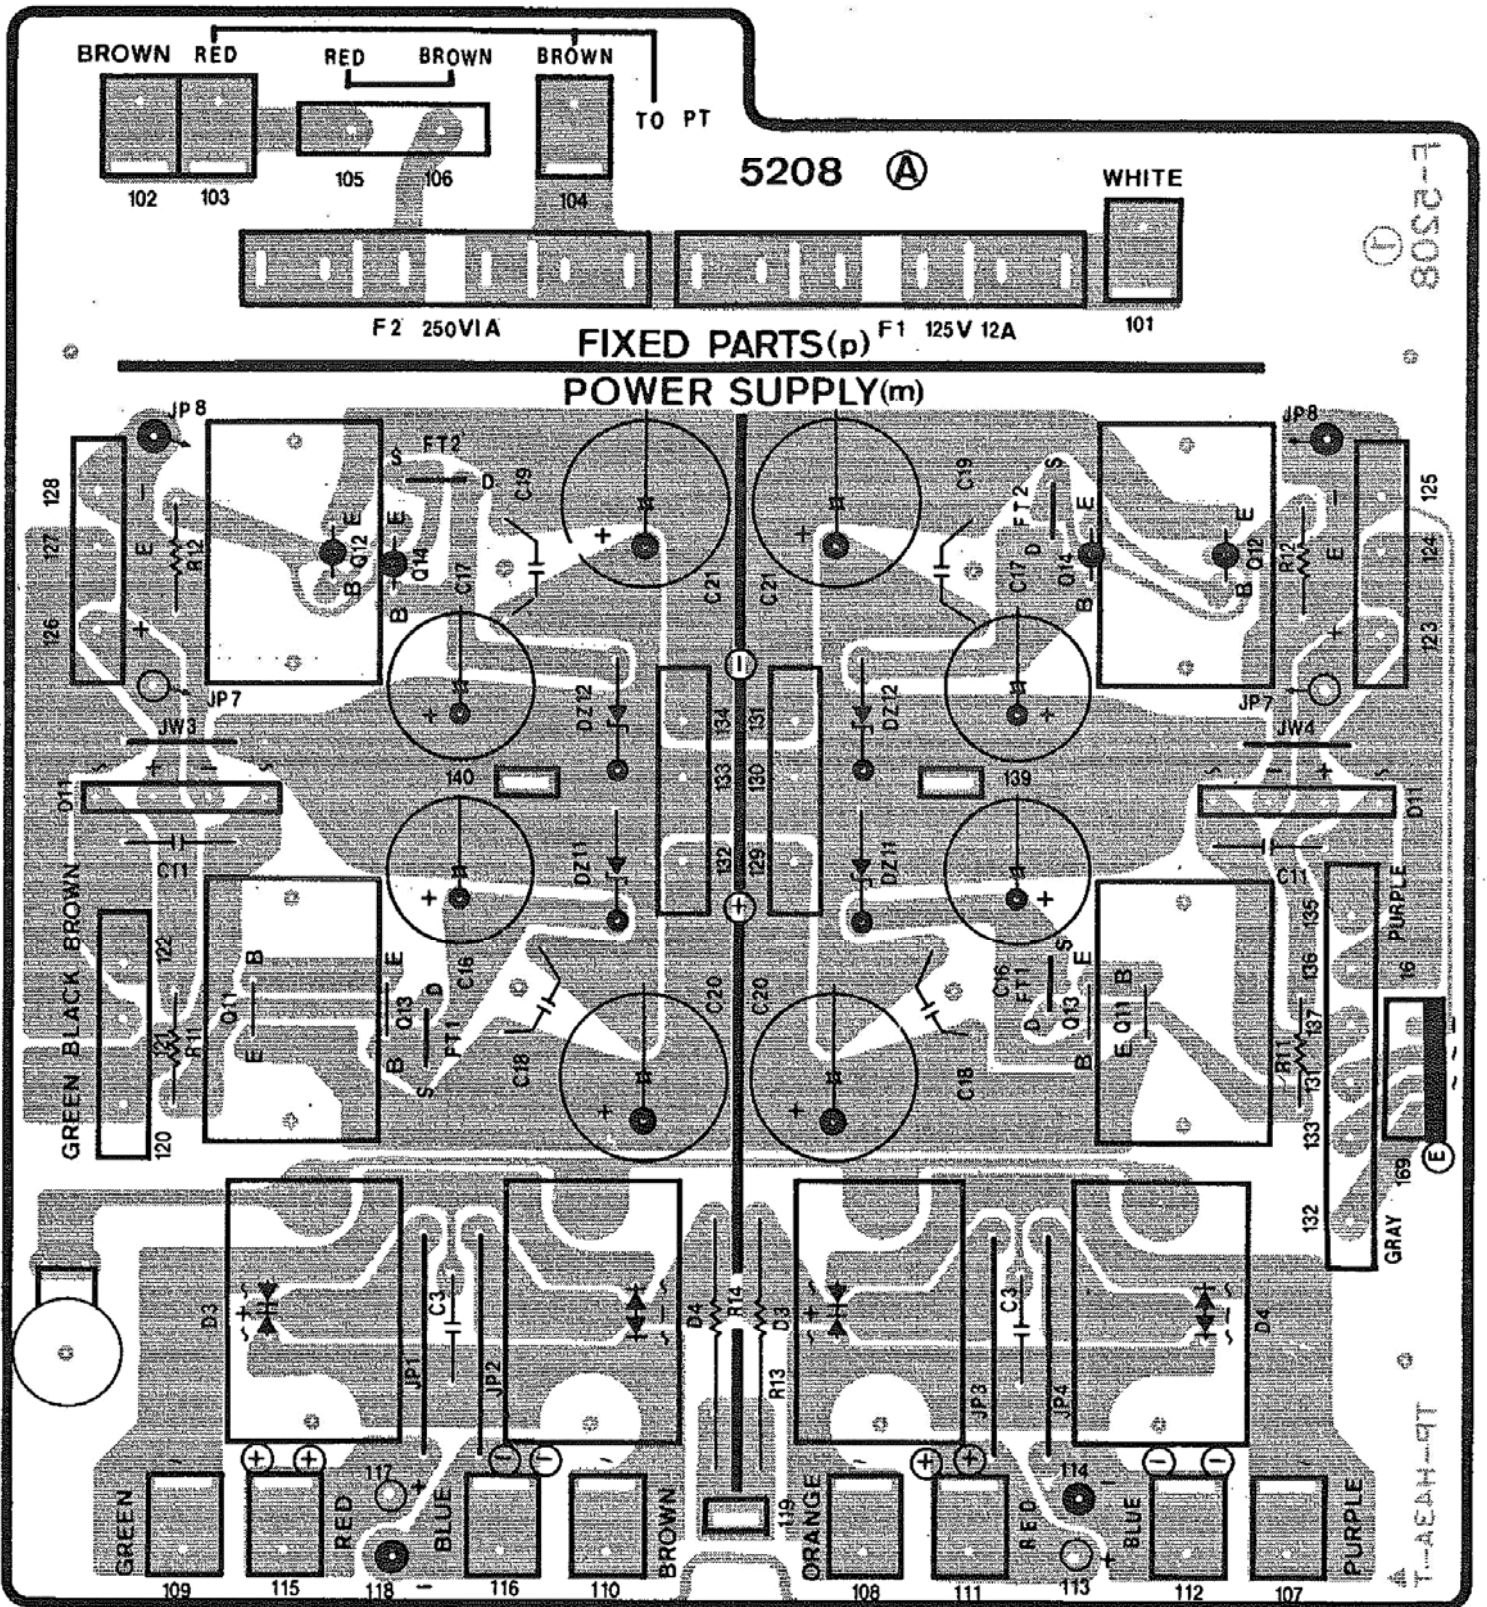 BROWN RED RED BROWN BROWN
TO PT
102 103 105 106 104
5208 A
WHITE
F-5208
F2 250V1A
F1 125V 12A
101
FIXED PARTS(p)
POWER SUPPLY(m)
JP8
128
127
126
-
E
+
R12
S
FT2
D
E
Q12
B
E
Q14
B
C17
C19
+
C21
JP7
JW3
S + - S
D11
C11
+
140
DZ12
DZ11
134
133
132
-
+
131
130
129
C21
+
C19
S
FT2
D
C17
E
Q14
B
E
Q12
B
R12
JP8
-
E
+
125
124
123
DZ12
DZ11
+
139
JP7
JW4
S - + S
D11
C11
GREEN BLACK BROWN
122
121
120
R11
B
Q11
E
E
Q13
B
+
C16
D
FT1
S
C18
+
C20
C20
+
C18
+
C16
S
FT1
D
E
Q13
B
B
Q11
E
R11
135
136
137
131
133
132
PURPLE
16
169
E
GRAY
D3
~ + ~
JP1
C3
JP2
~ - ~
D4
R14
R13
D3
~ + ~
JP3
C3
JP4
~ - ~
D4
+ + 117 + - -
- + + 114 - - -
GREEN
RED
BLUE
BROWN
119
ORANGE
RED
BLUE
PURPLE
109 115 118 - 116 110 108 111 113 + 112 107